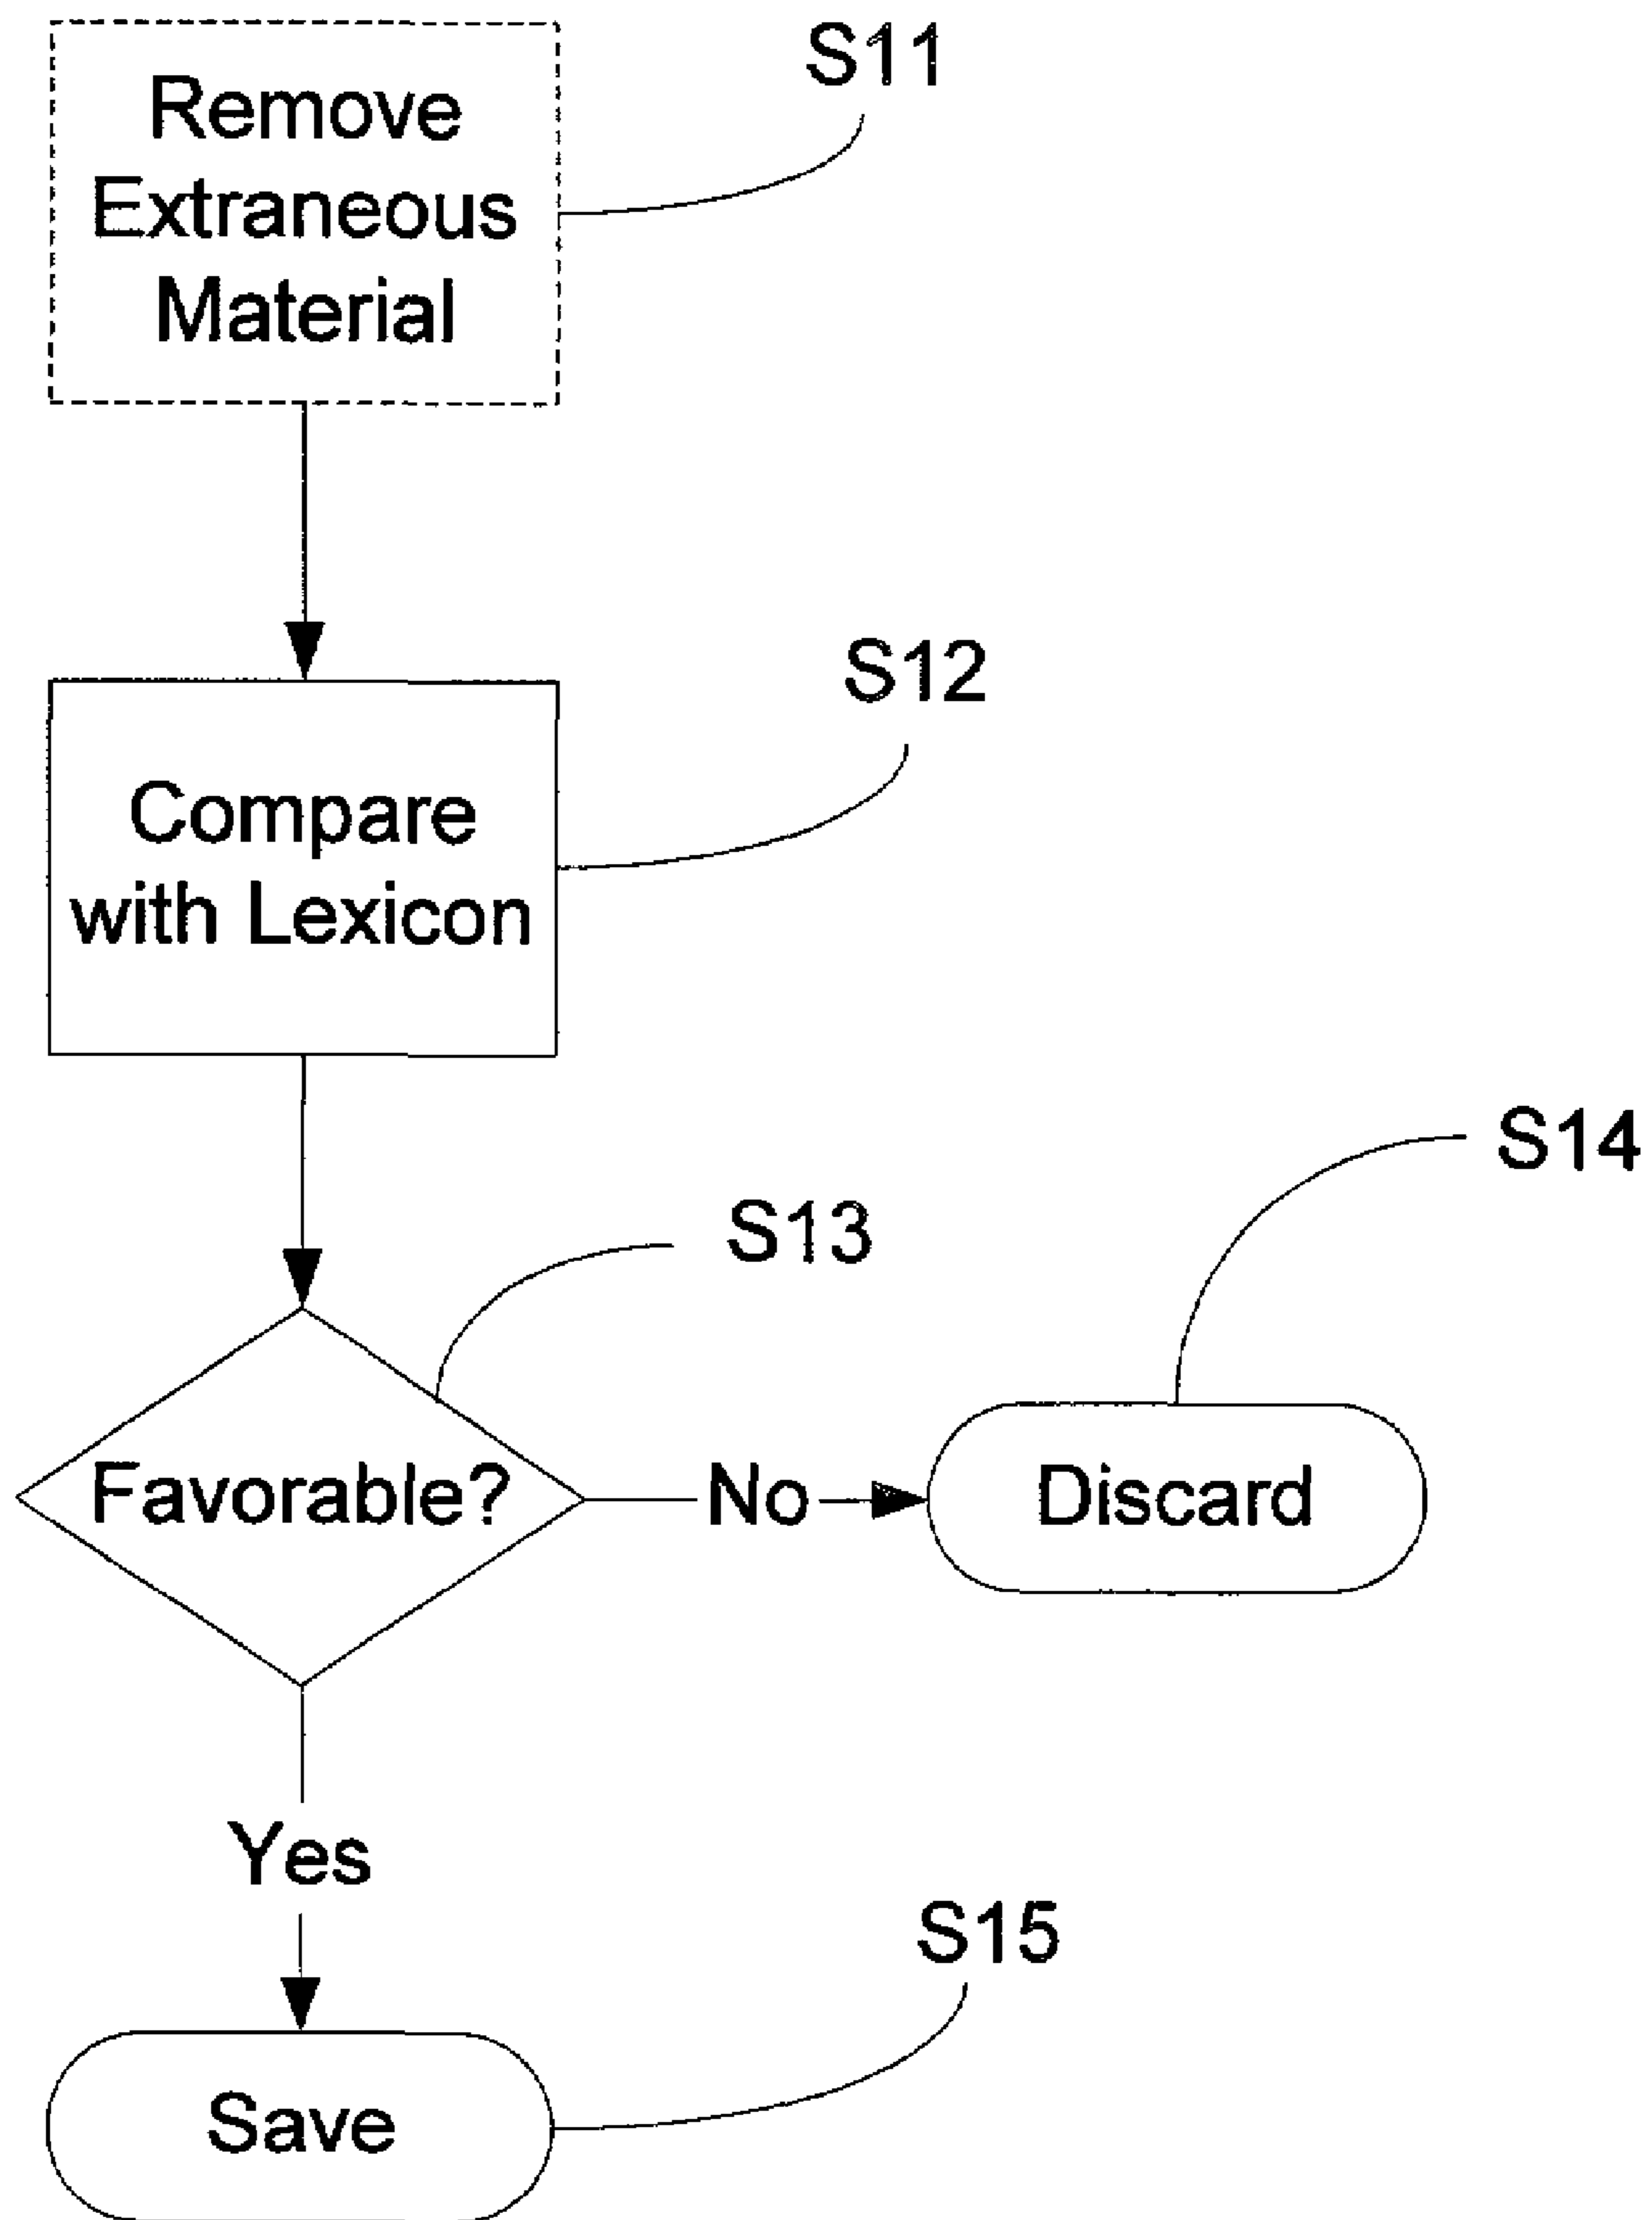 S11
Remove
Extraneous
Material
S12
Compare
with Lexicon
S14
S13
Favorable?
No
Discard
Yes
S15
Save